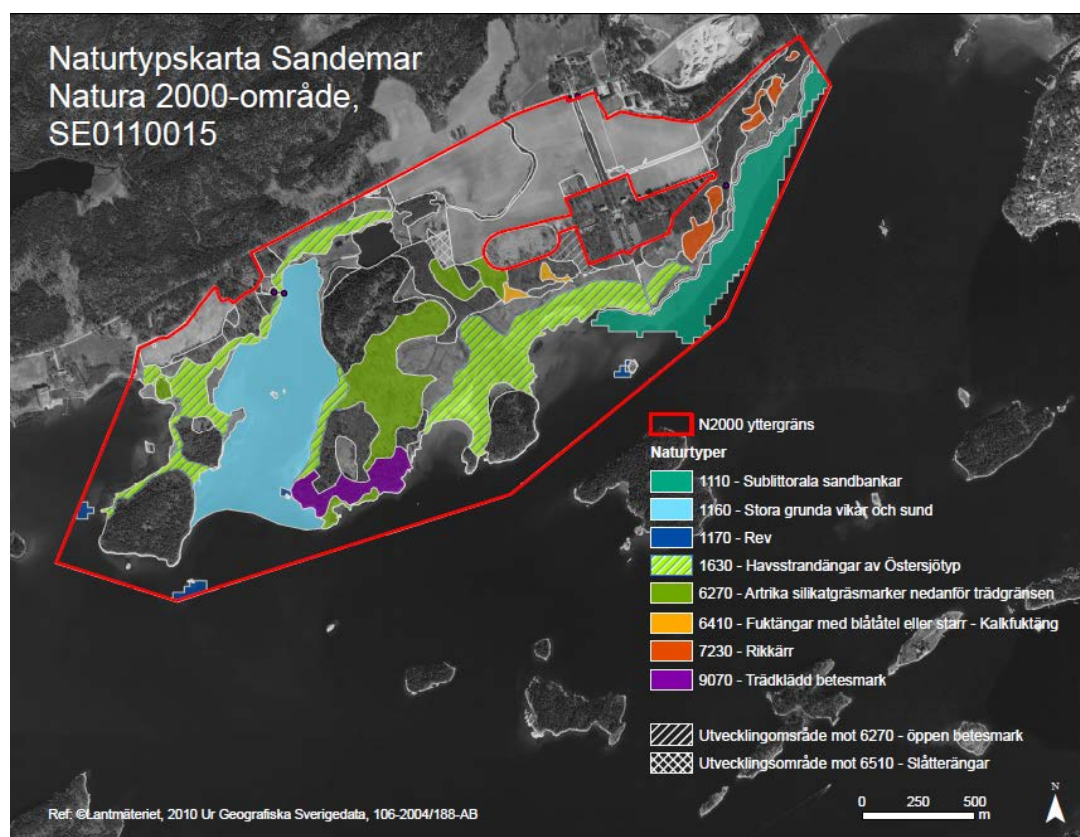 Naturtypskarta Sandemar
Natura 2000-område,
SE0110015
N2000 yttergräns
Naturtyper
1110 - Sublittorala sandbankar
1160 - Stora grunda vikar och sund
1170 - Rev
1630 - Havsstrandängar av Östersjötyp
6270 - Artrika silikatgräsmarker nedanför trädgränsen
6410 - Fuktängar med blåtåtel eller starr - Kalkfuktäng
7230 - Rikkärr
9070 - Trädklädd betesmark
Utvecklingomsråde mot 6270 - öppen betesmark
Utvecklingsområde mot 6510 - Slåtterängar
Ref: ©Lantmäteriet, 2010 Ur Geografiska Sverigedata, 106-2004/188-AB
0 250 500
m
N